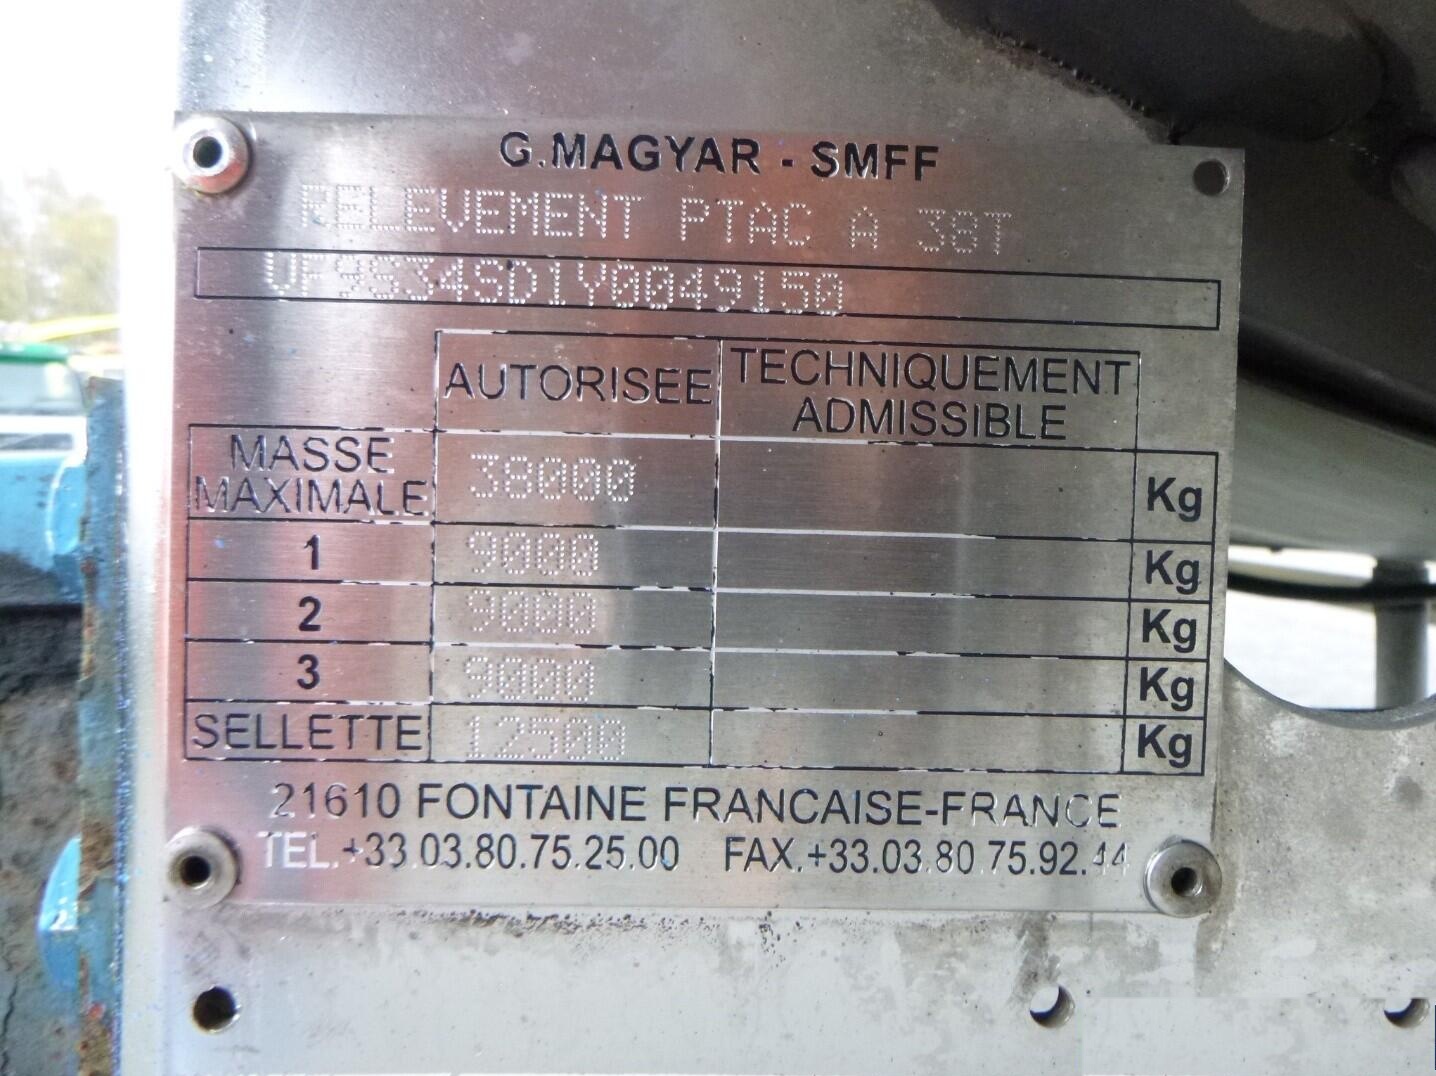 G.MAGYAR - SMFF
RELEVEMENT PTAC A 38T
VF9S34SD1Y0049150
AUTORISEE
TECHNIQUEMENT
ADMISSIBLE
MASSE
MAXIMALE
38000
Kg
1
9000
Kg
2
9000
Kg
3
9000
Kg
SELLETTE
12500
Kg
21610 FONTAINE FRANCAISE-FRANCE
TEL.+33.03.80.75.25.00 FAX.+33.03.80.75.92.44